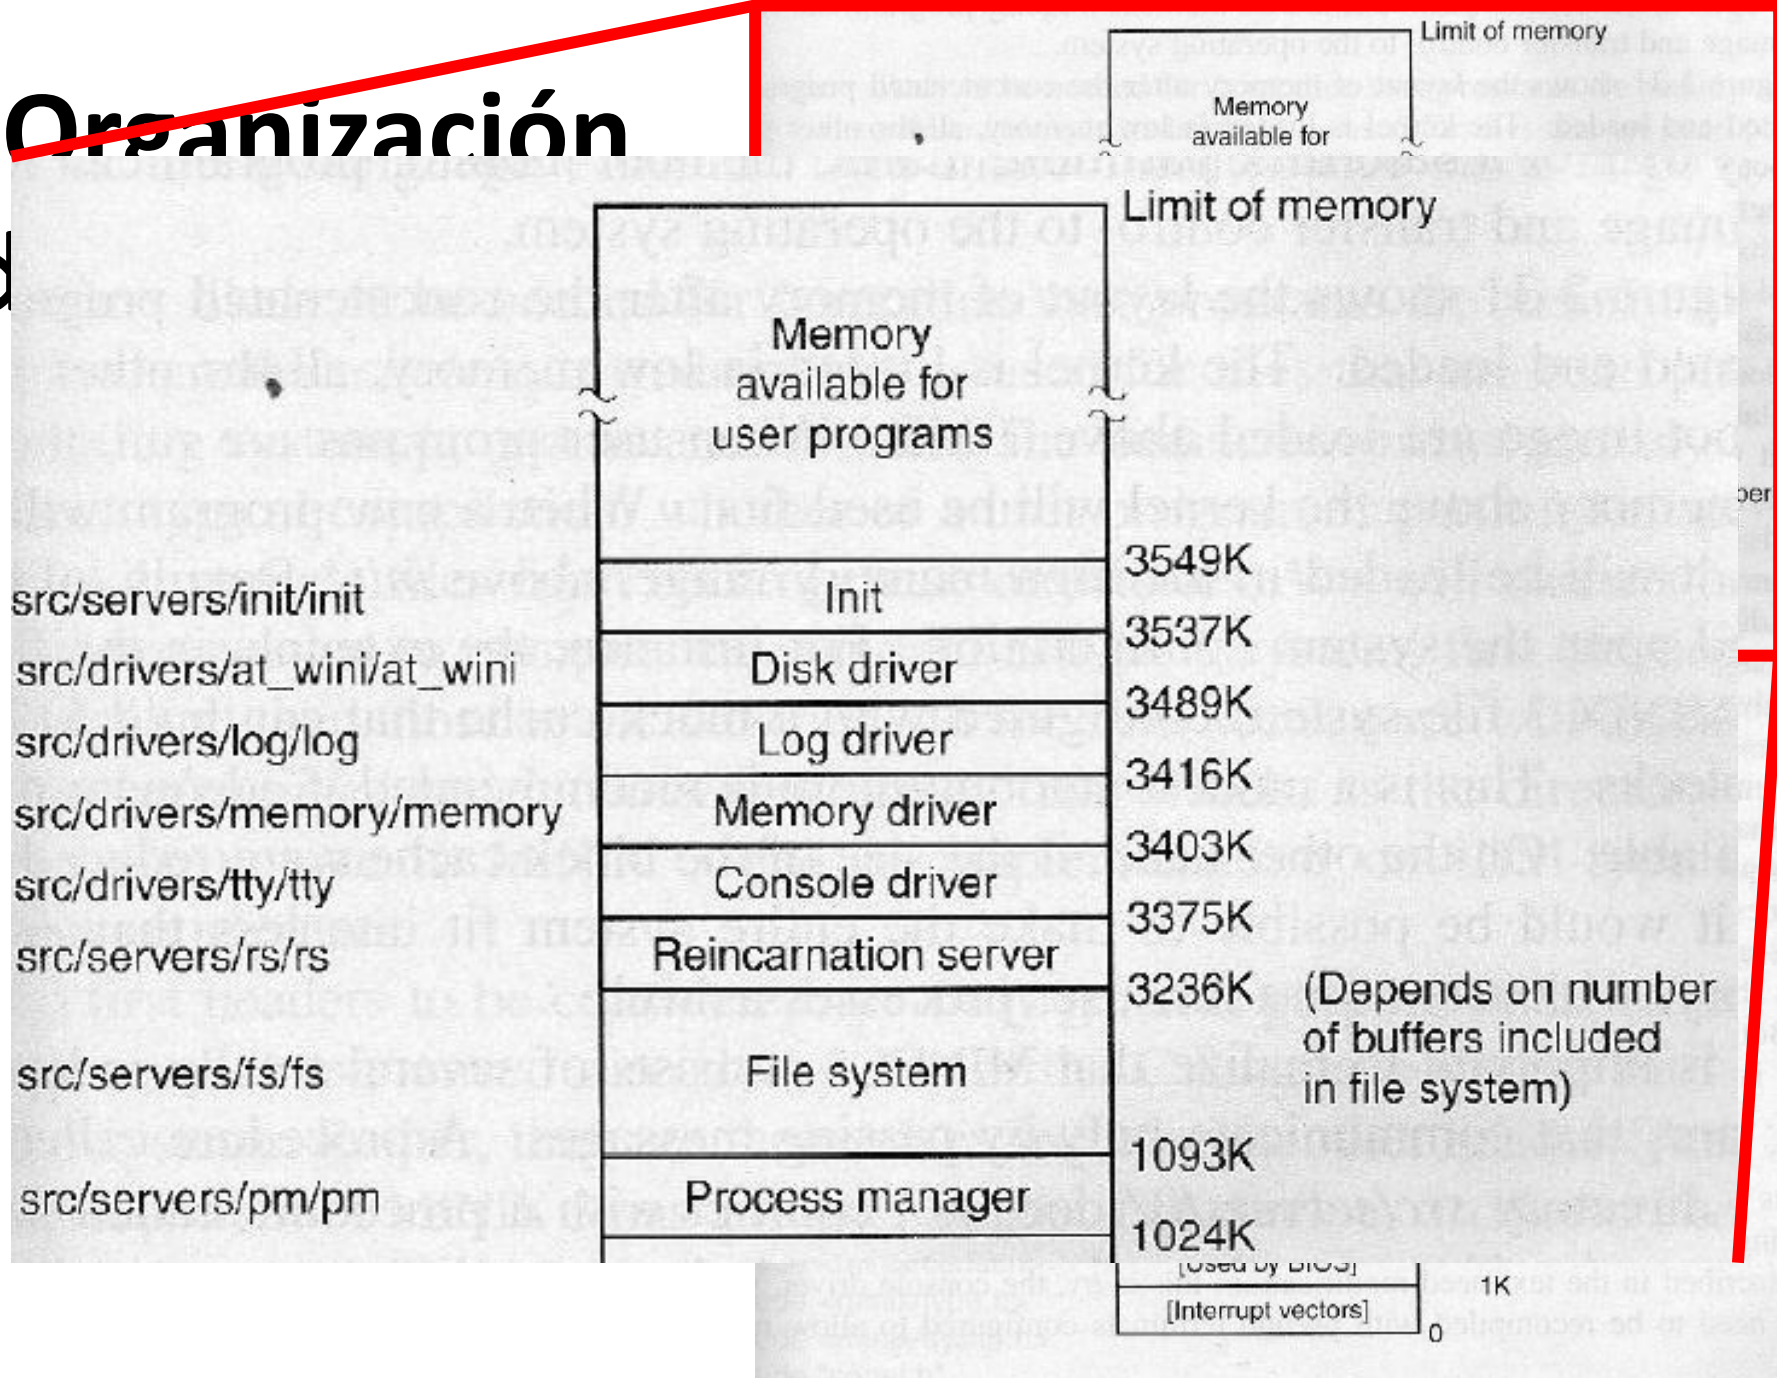 Organización
d
Limit of memory
Memory
available for
Limit of memory
Memory
available for
user programs
3549K
src/servers/init/init
Init
3537K
src/drivers/at_wini/at_wini
Disk driver
3489K
src/drivers/log/log
Log driver
3416K
src/drivers/memory/memory
Memory driver
3403K
src/drivers/tty/tty
Console driver
3375K
src/servers/rs/rs
Reincarnation server
3236K
(Depends on number
of buffers included
in file system)
src/servers/fs/fs
File system
1093K
src/servers/pm/pm
Process manager
1024K
[Used by BIOS]
1K
[Interrupt vectors]
0